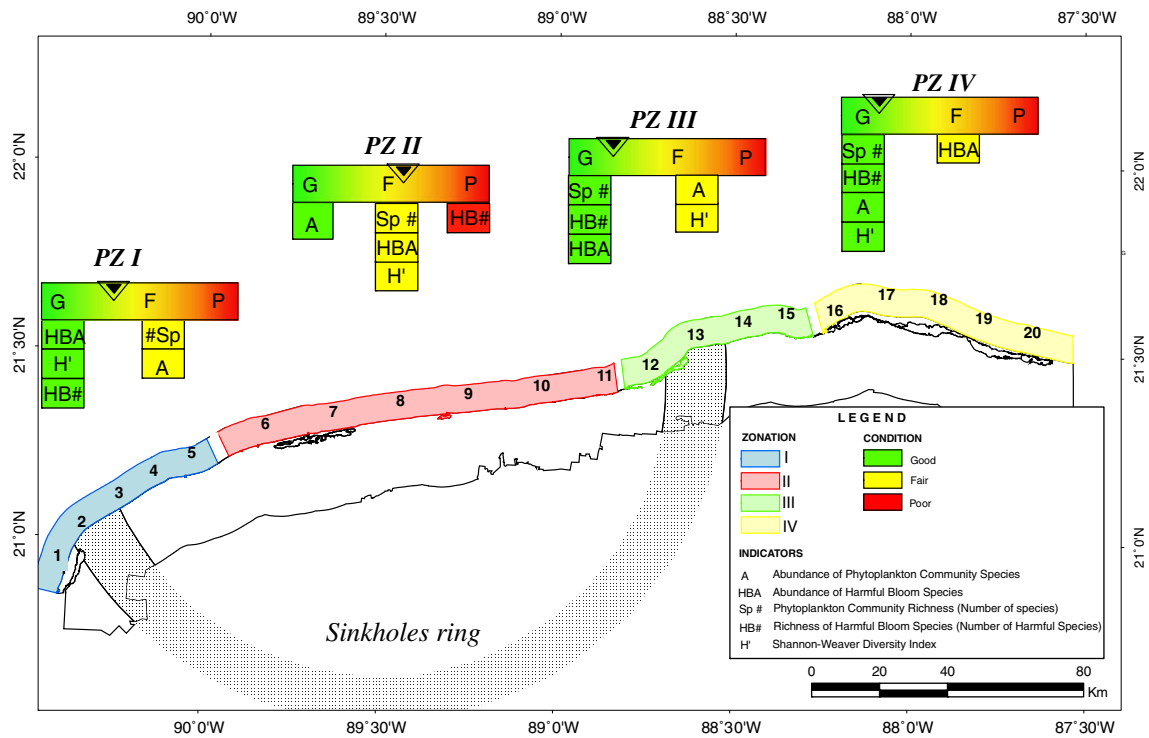 90˚0'W 89˚30'W 89˚0'W 88˚30'W 88˚0'W 87˚30'W
PZ IV
G F P
Sp # HBA
HB#
A
H'
PZ III
G F P
Sp # A
HB# H'
HBA
PZ II
G F P
A Sp # HB#
HBA
H'
PZ I
G F P
HBA #Sp
H' A
HB#
22˚0'N
21˚30'N
21˚0'N
22˚0'N
21˚30'N
21˚0'N
1
2
3
4
5
6
7
8
9
10
11
12
13
14
15
16
17
18
19
20
Sinkholes ring
LEGEND
ZONATION CONDITION
I Good
II Fair
III Poor
IV
INDICATORS
A Abundance of Phytoplankton Community Species
HBA Abundance of Harmful Bloom Species
Sp # Phytoplankton Community Richness (Number of species)
HB# Richness of Harmful Bloom Species (Number of Harmful Species)
H' Shannon-Weaver Diversity Index
0 20 40 80
Km
90˚0'W 89˚30'W 89˚0'W 88˚30'W 88˚0'W 87˚30'W